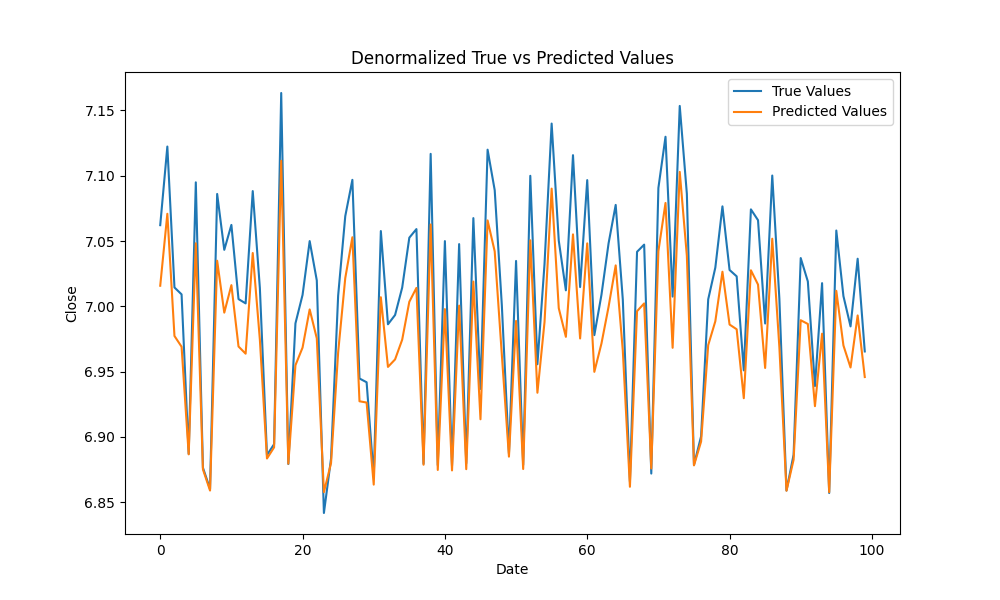 Denormalized True vs Predicted Values
True Values
Predicted Values
7.15
7.10
7.05
7.00
6.95
6.90
6.85
Close
0
20
40
60
80
100
Date